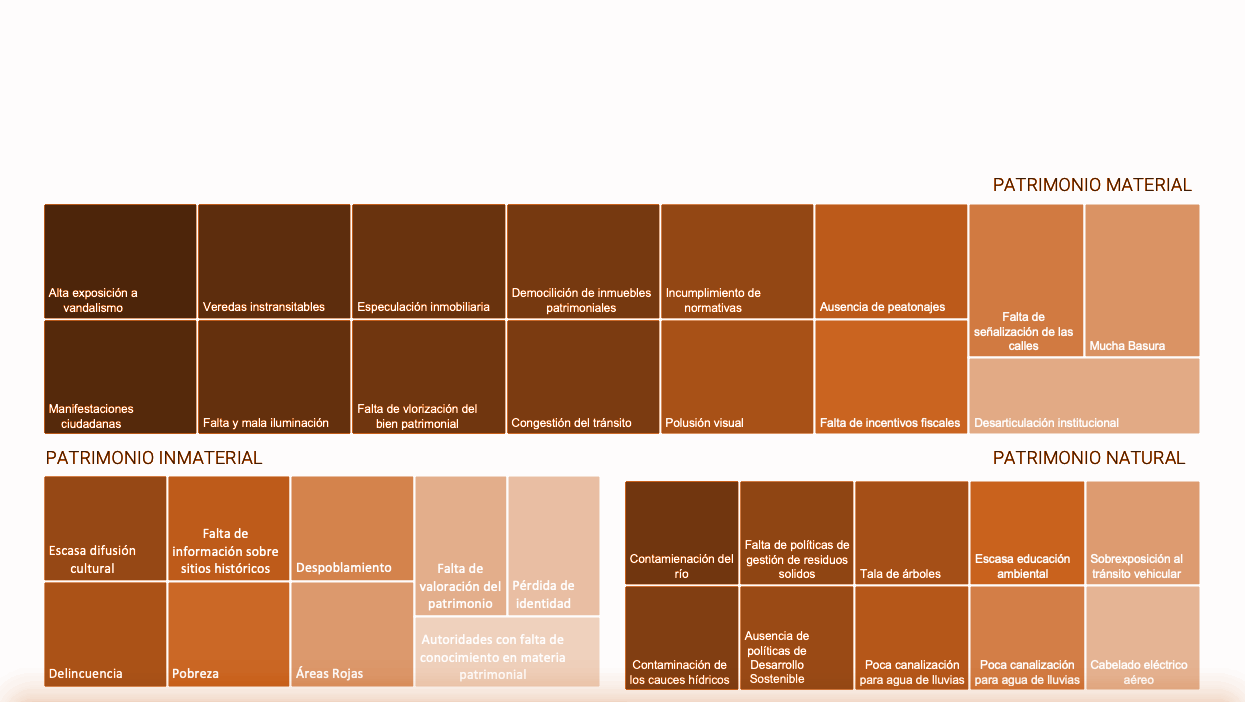 PATRIMONIO MATERIAL
Alta exposición a
vandalismo
Veredas instransitables
Especulación inmobiliaria
Democilición de inmuebles
patrimoniales
Incumplimiento de
normativas
Ausencia de peatonajes
Falta de
señalización de las
calles
Mucha Basura
Manifestaciones
ciudadanas
Falta y mala iluminación
Falta de vlorización del
bien patrimonial
Congestión del tránsito
Polusión visual
Falta de incentivos fiscales
Desarticulación institucional
PATRIMONIO INMATERIAL
Escasa difusión
cultural
Falta de
información sobre
sitios históricos
Despoblamiento
Falta de
valoración del
patrimonio
Pérdida de
identidad
Delincuencia
Pobreza
Áreas Rojas
Autoridades con falta de
conocimiento en materia
patrimonial
PATRIMONIO NATURAL
Contamienación del
río
Falta de políticas de
gestión de residuos
solidos
Tala de árboles
Escasa educación
ambiental
Sobrexposición al
tránsito vehicular
Contaminación de
los cauces hídricos
Ausencia de
políticas de
Desarrollo
Sostenible
Poca canalización
para agua de lluvias
Poca canalización
para agua de lluvias
Cabelado eléctrico
aéreo